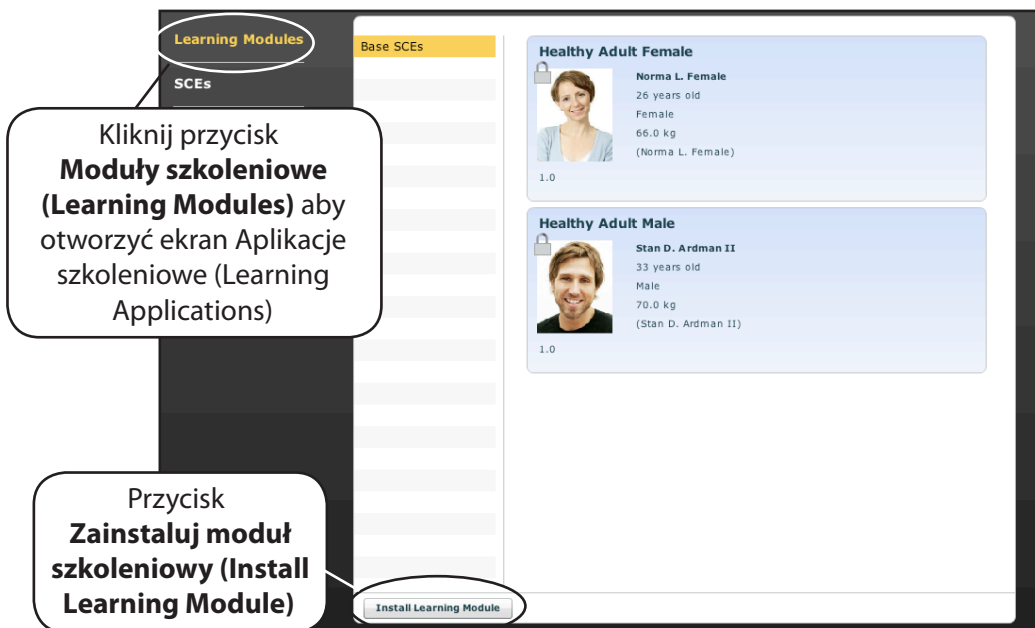 Learning Modules
SCEs
Kliknij przycisk
Moduły szkoleniowe
(Learning Modules) aby
otworzyć ekran Aplikacje
szkoleniowe (Learning
Applications)
Przycisk
Zainstaluj moduł
szkoleniowy (Install
Learning Module)
Base SCEs
Install Learning Module
Healthy Adult Female
Norma L. Female
26 years old
Female
66.0 kg
(Norma L. Female)
1.0
Healthy Adult Male
Stan D. Ardman II
33 years old
Male
70.0 kg
(Stan D. Ardman II)
1.0